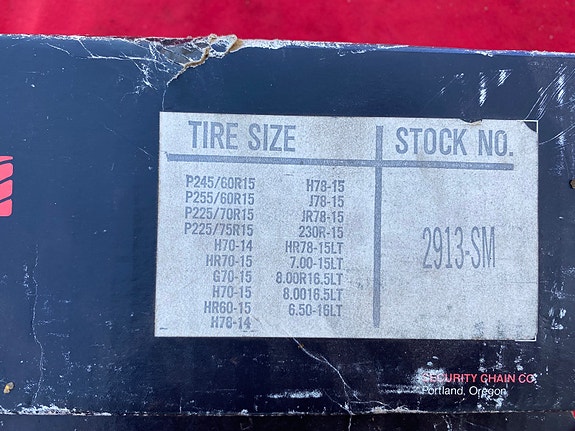 TIRE SIZE
STOCK NO.
P245/60R15
P255/60R15
P225/70R15
P225/75R15
H70-14
HR70-15
G70-15
H70-15
HR60-15
H78-14
H78-15
J78-15
JR78-15
230R-15
HR78-15LT
7.00-15LT
8.00R16.5LT
8.0016.5LT
6.50-16LT
2913-SM
SECURITY CHAIN CO.
Portland, Oregon